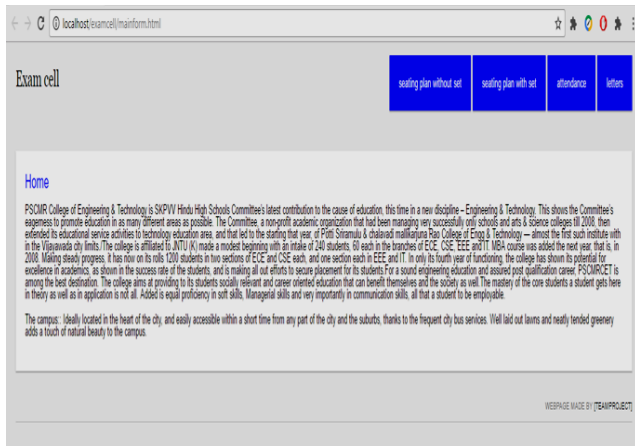 localhost/examcell/mainform.html
Exam cell
seating plan without set
seating plan with set
attendance
letters
Home
PSCMR College of Engineering & Technology is SKPVV Hindu High Schools Committee's latest contribution to the cause of education, this time in a new discipline – Engineering & Technology. This shows the Committee's
eagerness to promote education in as many different areas as possible. The Committee, a non-profit academic organization that had been managing very successfully only schools and arts & science colleges till 2008, then
extended its educational service activities to technology education area, and that led to the starting that year, of Potti Sriramulu & chalavadi mallikarjuna Rao College of Engg & Technology — almost the first such institute with
in the Vijayawada city limits./The college is affiliated to JNTU (K) made a modest beginning with an intake of 240 students, 60 each in the branches of ECE, CSE, EEE and IT. MBA course was added the next year, that is, in
2008. Making steady progress, it has now on its rolls 1200 students in two sections of ECE and CSE each, and one section each in EEE and IT. In only its fourth year of functioning, the college has shown its potential for
excellence in academics, as shown in the success rate of the students, and is making all out efforts to secure placement for its students.For a sound engineering education and assured post qualification career, PSCMRCET is
among the best destination. The college aims at providing to its students socially relevant and career oriented education that can benefit themselves and the society as well.The mastery of the core students a student gets here
in theory as well as in application is not all. Added is equal proficiency in soft skills, Managerial skills and very importantly in communication skills, all that a student to be employable.
The campus:: Ideally located in the heart of the city, and easily accessible within a short time from any part of the city and the suburbs, thanks to the frequent city bus services. Well laid out lawns and neatly tended greenery
adds a touch of natural beauty to the campus.
WEBPAGE MADE BY [TEAMPROJECT]